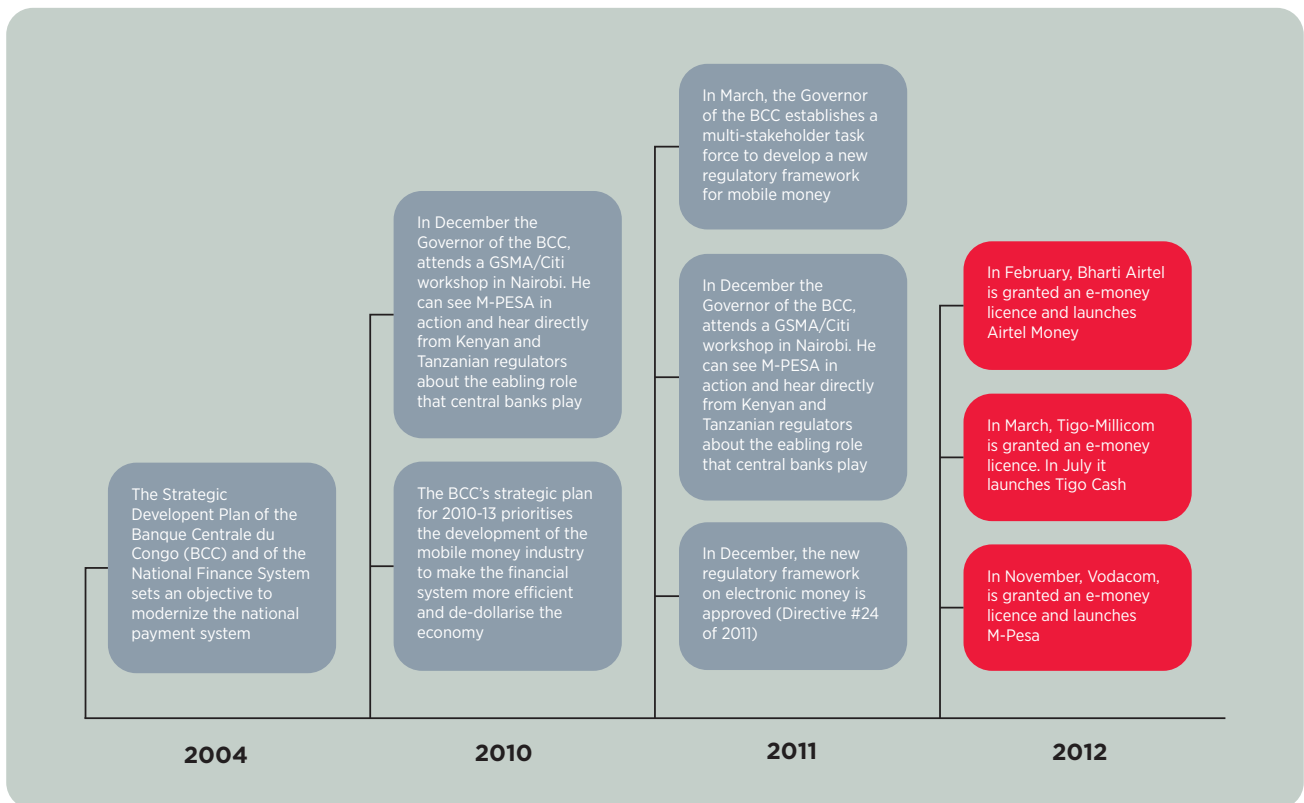 The Strategic
Developent Plan of the
Banque Centrale du
Congo (BCC) and of the
National Finance System
sets an objective to
modernize the national
payment system
2004
In December the
Governor of the BCC,
attends a GSMA/Citi
workshop in Nairobi. He
can see M-PESA in
action and hear directly
from Kenyan and
Tanzanian regulators
about the eabling role
that central banks play
The BCC's strategic plan
for 2010-13 prioritises
the development of the
mobile money industry
to make the financial
system more efficient
and de-dollarise the
economy
2010
In March, the Governor
of the BCC establishes a
multi-stakeholder task
force to develop a new
regulatory framework
for mobile money
In December the
Governor of the BCC,
attends a GSMA/Citi
workshop in Nairobi. He
can see M-PESA in
action and hear directly
from Kenyan and
Tanzanian regulators
about the eabling role
that central banks play
In December, the new
regulatory framework
on electronic money is
approved (Directive #24
of 2011)
2011
In February, Bharti Airtel
is granted an e-money
licence and launches
Airtel Money
In March, Tigo-Millicom
is granted an e-money
licence. In July it
launches Tigo Cash
In November, Vodacom,
is granted an e-money
licence and launches
M-Pesa
2012